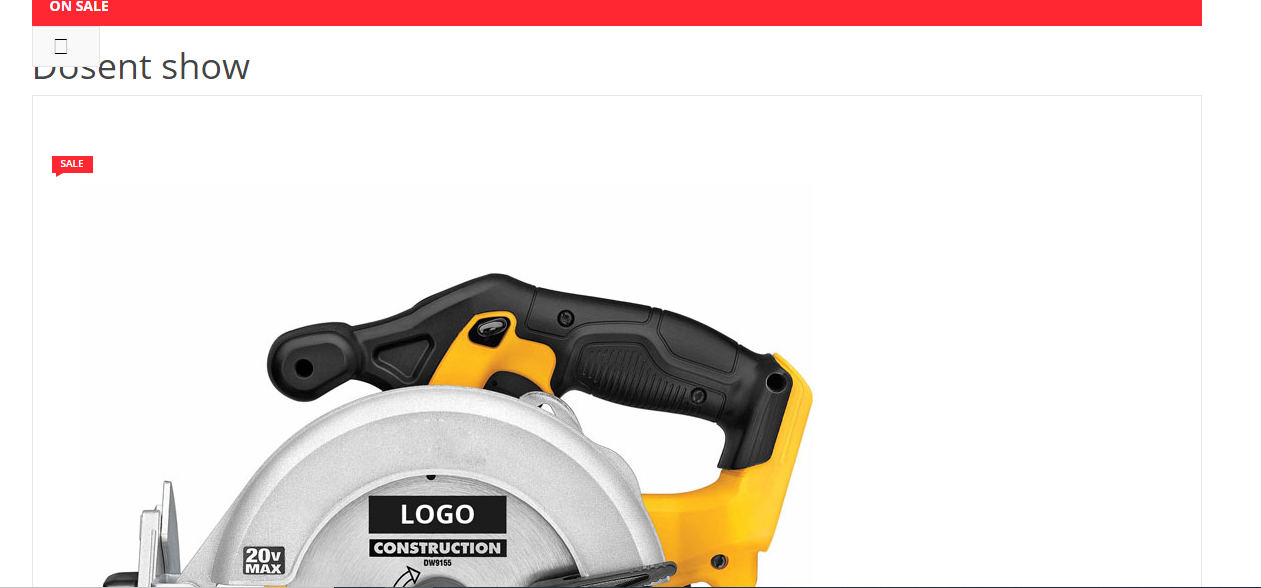 ON SALE
Dosent show
SALE
LOGO
CONSTRUCTION
DW9155
20v
MAX